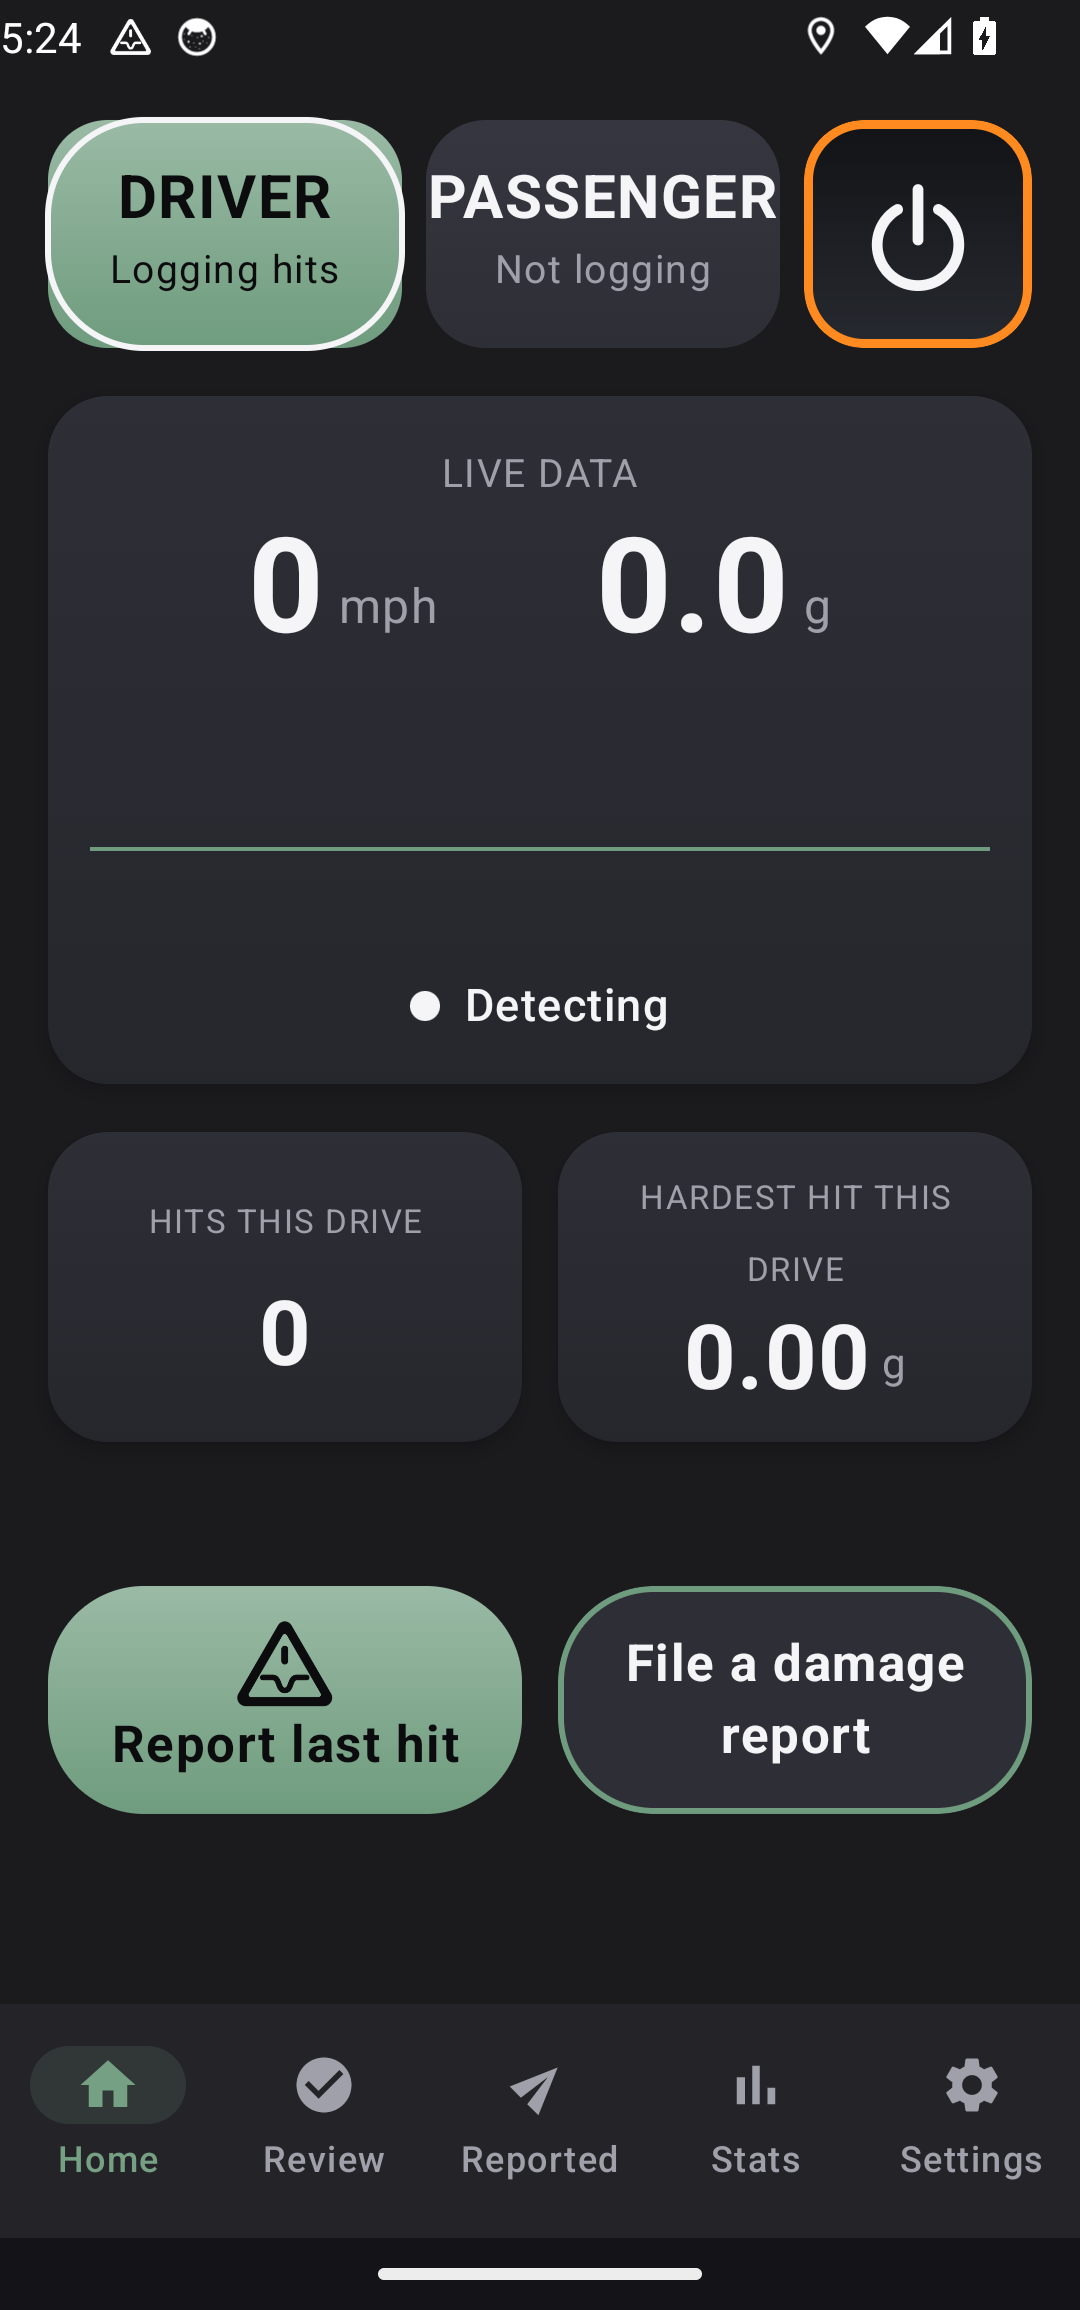 5:24
DRIVER
Logging hits
PASSENGER
Not logging
LIVE DATA
0 mph
0.0 g
Detecting
HITS THIS DRIVE
0
HARDEST HIT THIS
DRIVE
0.00 g
Report last hit
File a damage
report
Home
Review
Reported
Stats
Settings